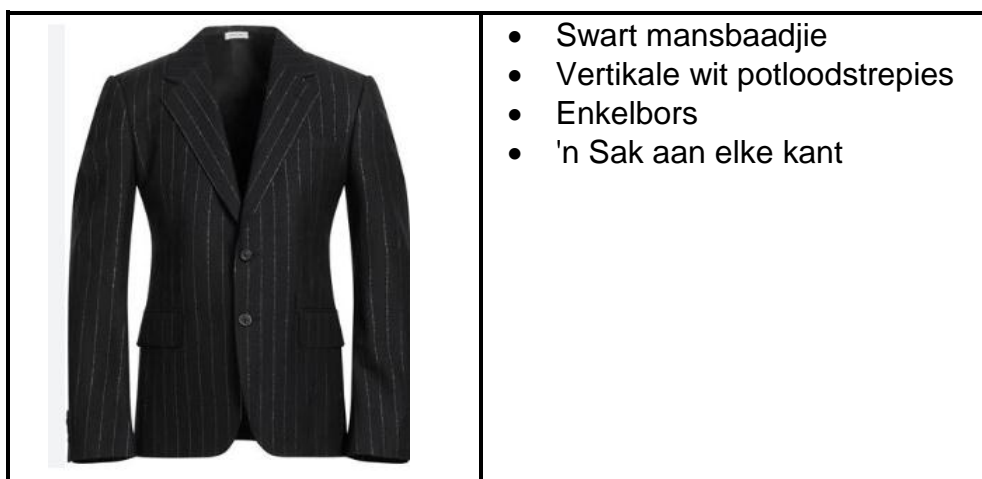 • Swart mansbaadjie
• Vertikale wit potloodstrepies
• Enkelbors
• 'n Sak aan elke kant